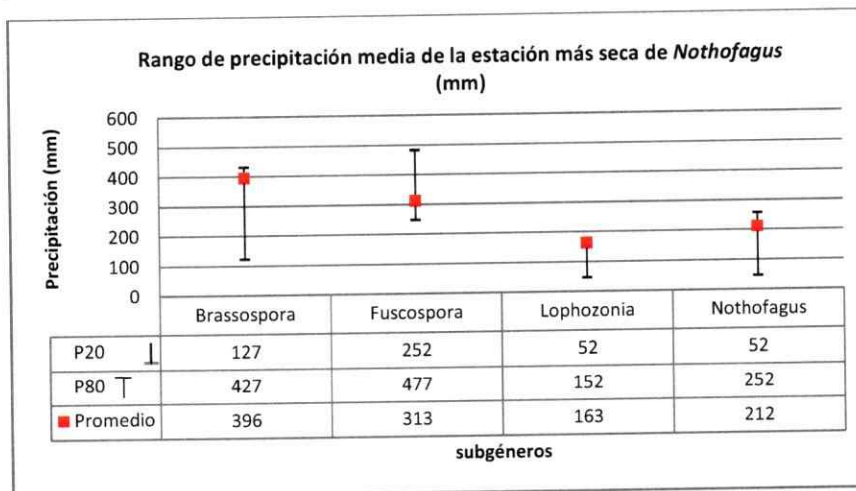 Rango de precipitación media de la estación más seca de Nothofagus
(mm)
Precipitación (mm)
600
500
400
300
200
100
0
Brassospora Fuscospora Lophozonia Nothofagus
P20 127 252 52 52
P80 427 477 152 252
Promedio 396 313 163 212
subgéneros